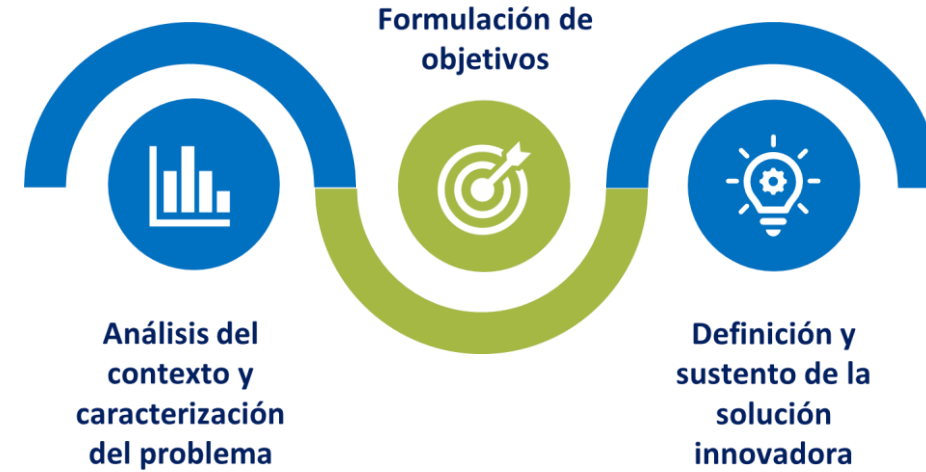 Formulación de
objetivos
Análisis del
contexto y
caracterización
del problema
Definición y
sustento de la
solución
innovadora